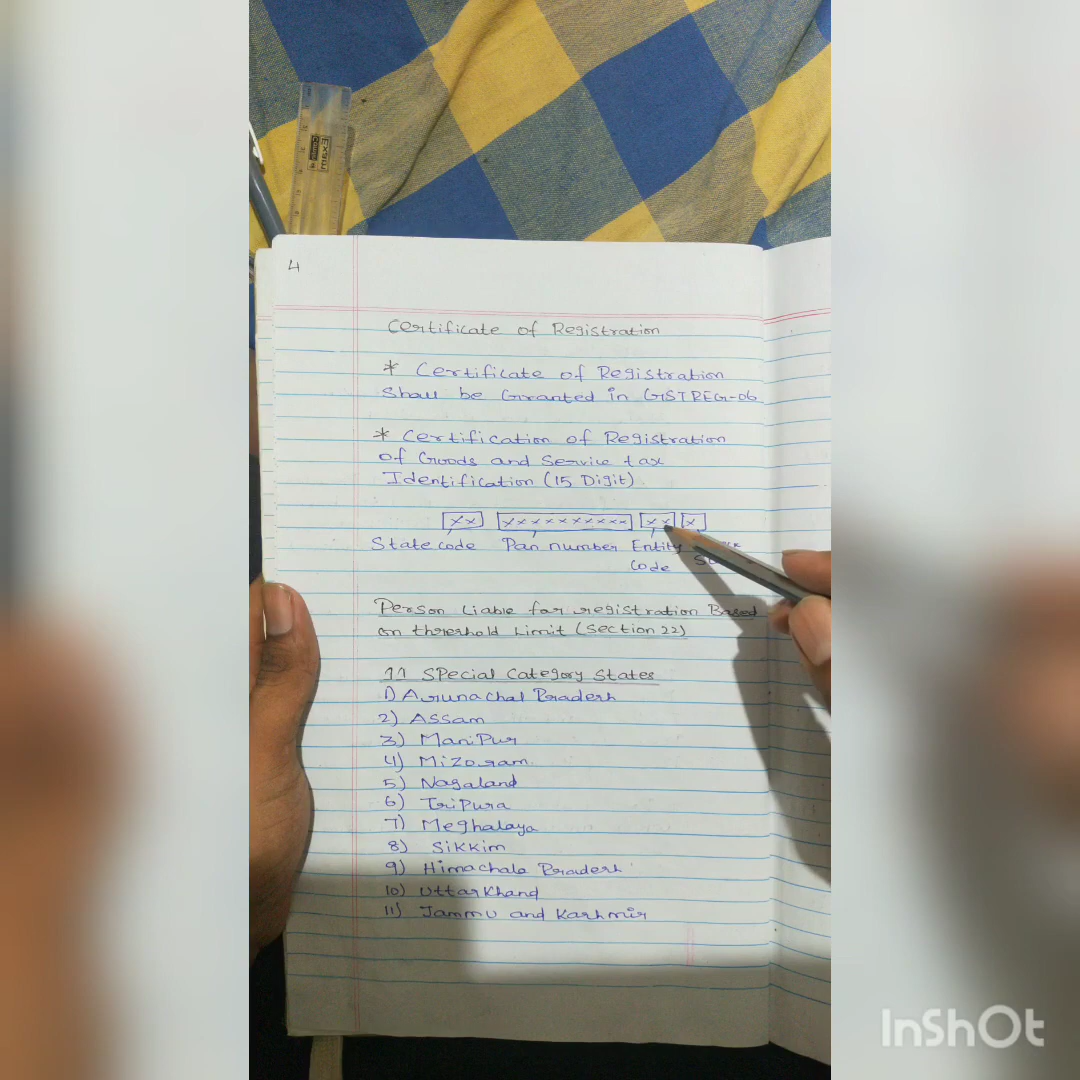 4
Certificate of Registration
* Certificate of Registration
Shall be Granted in GST REG-06
* Certification of Registration
of Goods and Service tax
Identification (15 Digit)
XX XXXXXXXXXX XX X
State code Pan number Entity
Code
Person Liable for registration Based
on threshold Limit (Section 22)
11 Special Category States
1) Arunachal Pradesh
2) Assam
3) Manipur
4) Mizoram
5) Nagaland
6) Tripura
7) Meghalaya
8) Sikkim
9) Himachala Pradesh
10) Uttarkhand
11) Jammu and Kashmir
InShOt